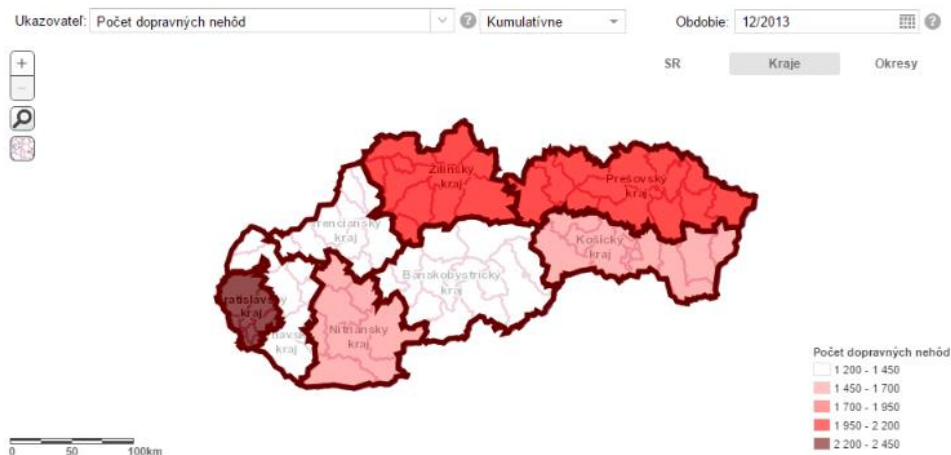 Ukazovateľ: Počet dopravných nehôd ? Kumulatívne Obdobie: 12/2013 ?
+
SR Kraje Okresy
Žilinský
kraj
Prešovský
kraj
Trenčiansky
kraj
Košický
kraj
Banskobystrický
kraj
Bratislavský
kraj
Nitriansky
kraj
kraj
Počet dopravných nehôd
1 200 - 1 450
1 450 - 1 700
1 700 - 1 950
1 950 - 2 200
2 200 - 2 450
0 50 100km